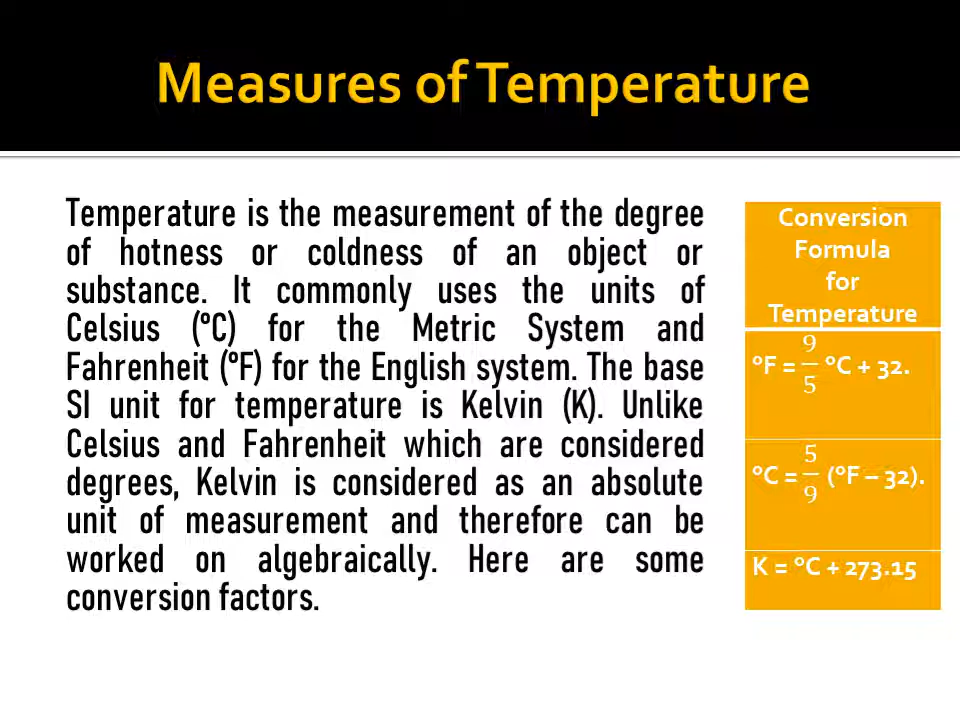 Measures of Temperature
Temperature is the measurement of the degree
of hotness or coldness of an object or
substance. It commonly uses the units of
Celsius (°C) for the Metric System and
Fahrenheit (°F) for the English system. The base
SI unit for temperature is Kelvin (K). Unlike
Celsius and Fahrenheit which are considered
degrees, Kelvin is considered as an absolute
unit of measurement and therefore can be
worked on algebraically. Here are some
conversion factors.
Conversion
Formula
for
Temperature
°F = 9/5 °C + 32.
°C = 5/9 (°F – 32).
K = °C + 273.15